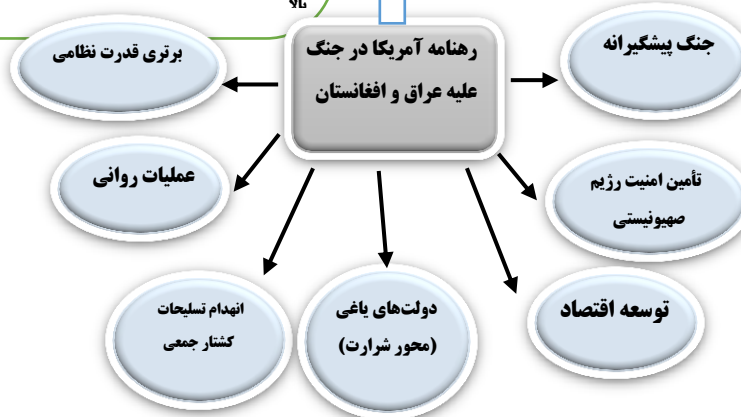 بالا
رهنامه آمریکا در جنگ
علیه عراق و افغانستان
جنگ پیشگیرانه
تأمین امنیت رژیم
صهیونیستی
توسعه اقتصاد
دولت‌های یاغی
(محور شرارت)
انهدام تسلیحات
کشتار جمعی
عملیات روانی
برتری قدرت نظامی